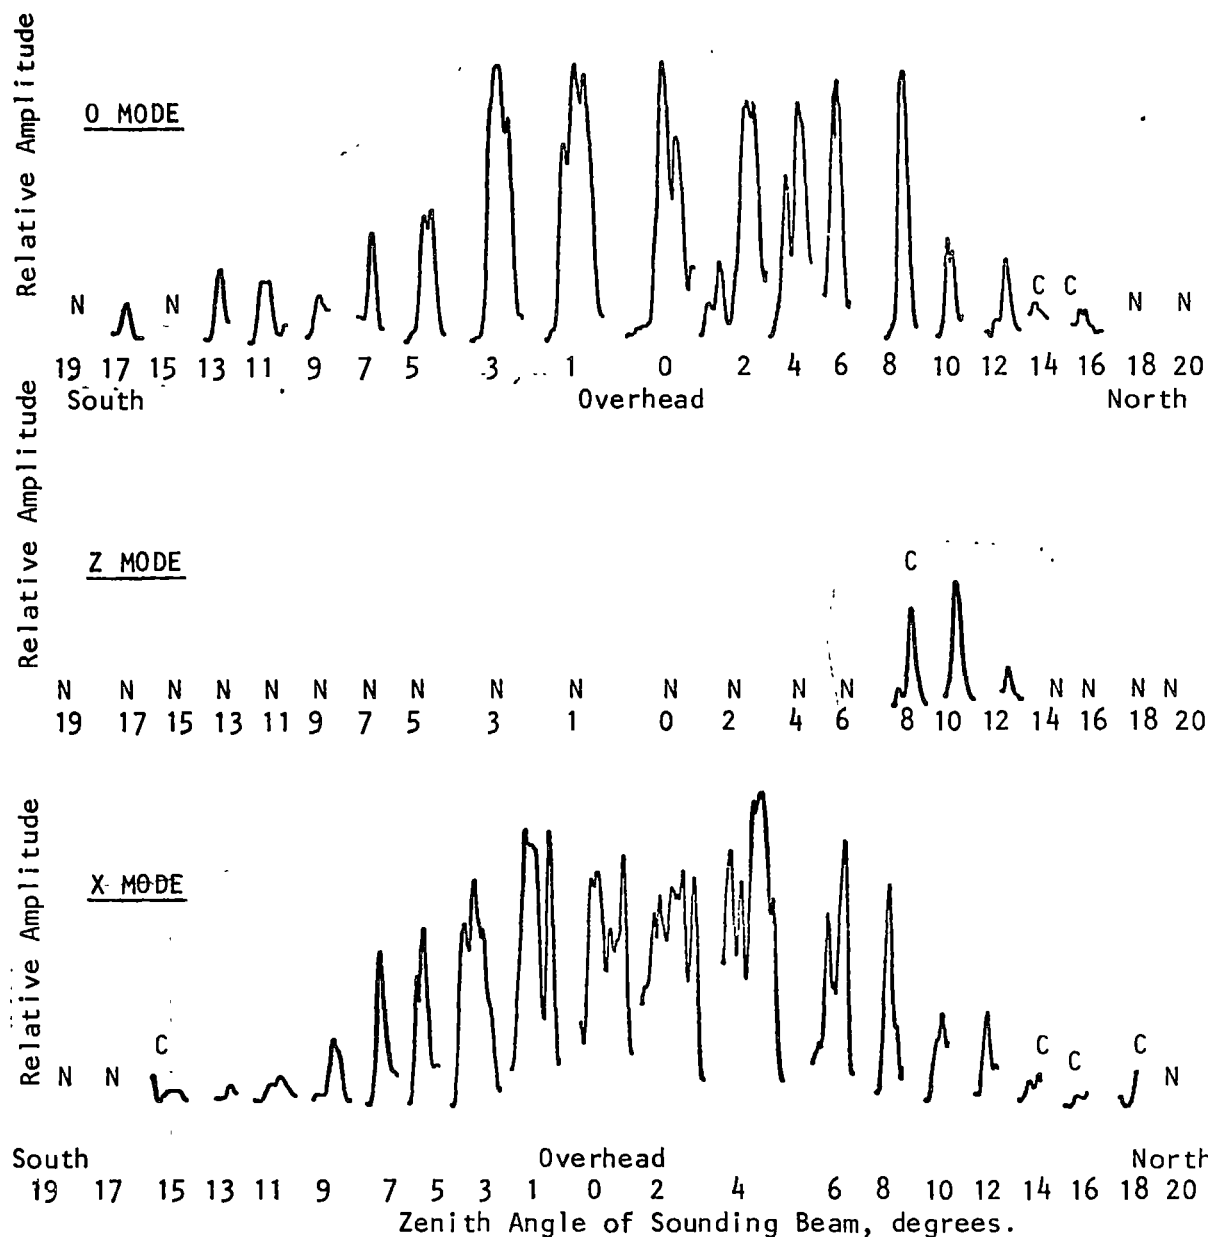 Relative Amplitude
O MODE
N N C C N N
19 17 15 13 11 9 7 5 3 1 0 2 4 6 8 10 12 14 16 18 20
South Overhead North
Relative Amplitude
Z MODE
C
N N N N N N N N N N N N N N N N N N
19 17 15 13 11 9 7 5 3 1 0 2 4 6 8 10 12 14 16 18 20
Relative Amplitude
X MODE
N N C C C C N
South Overhead North
19 17 15 13 11 9 7 5 3 1 0 2 4 6 8 10 12 14 16 18 20
Zenith Angle of Sounding Beam, degrees.